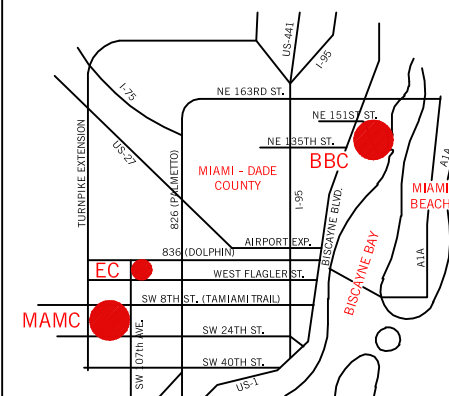 US-441
I-95
I-75
NE 163RD ST.
US-27
NE 151ST ST.
NE 135TH ST.
BBC
TURNPIKE EXTENSION
826 (PALMETTO)
MIAMI - DADE
COUNTY
I-95
A1A
MIAMI
BEACH
BISCAYNE BLVD.
BISCAYNE BAY
A1A
AIRPORT EXP.
836 (DOLPHIN)
EC
WEST FLAGLER ST.
SW 8TH ST. (TAMIAMI TRAIL)
MAMC
SW 24TH ST.
SW 107th AVE.
SW 40TH ST.
US-1